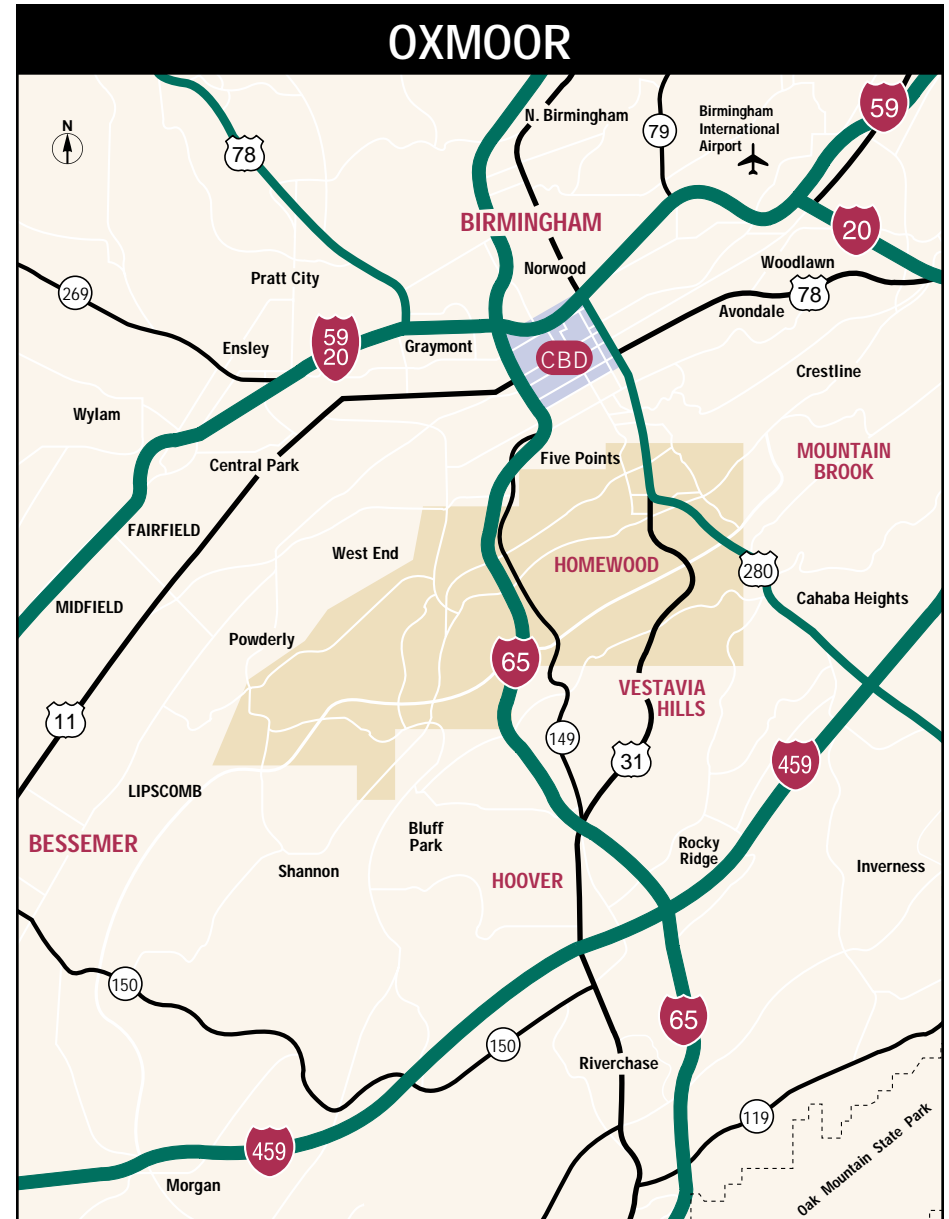 OXMOOR
N
78
N. Birmingham
79
Birmingham
International
Airport
59
BIRMINGHAM
20
269
Pratt City
Norwood
Woodlawn
78
Avondale
Ensley
59
20
Graymont
CBD
Crestline
Wylam
Central Park
Five Points
MOUNTAIN
BROOK
FAIRFIELD
West End
HOMEWOOD
280
MIDFIELD
Cahaba Heights
Powderly
65
VESTAVIA
HILLS
11
149
31
459
LIPSCOMB
BESSEMER
Bluff
Park
Rocky
Ridge
Shannon
HOOVER
Inverness
150
65
150
Riverchase
119
459
Morgan
Oak Mountain State Park